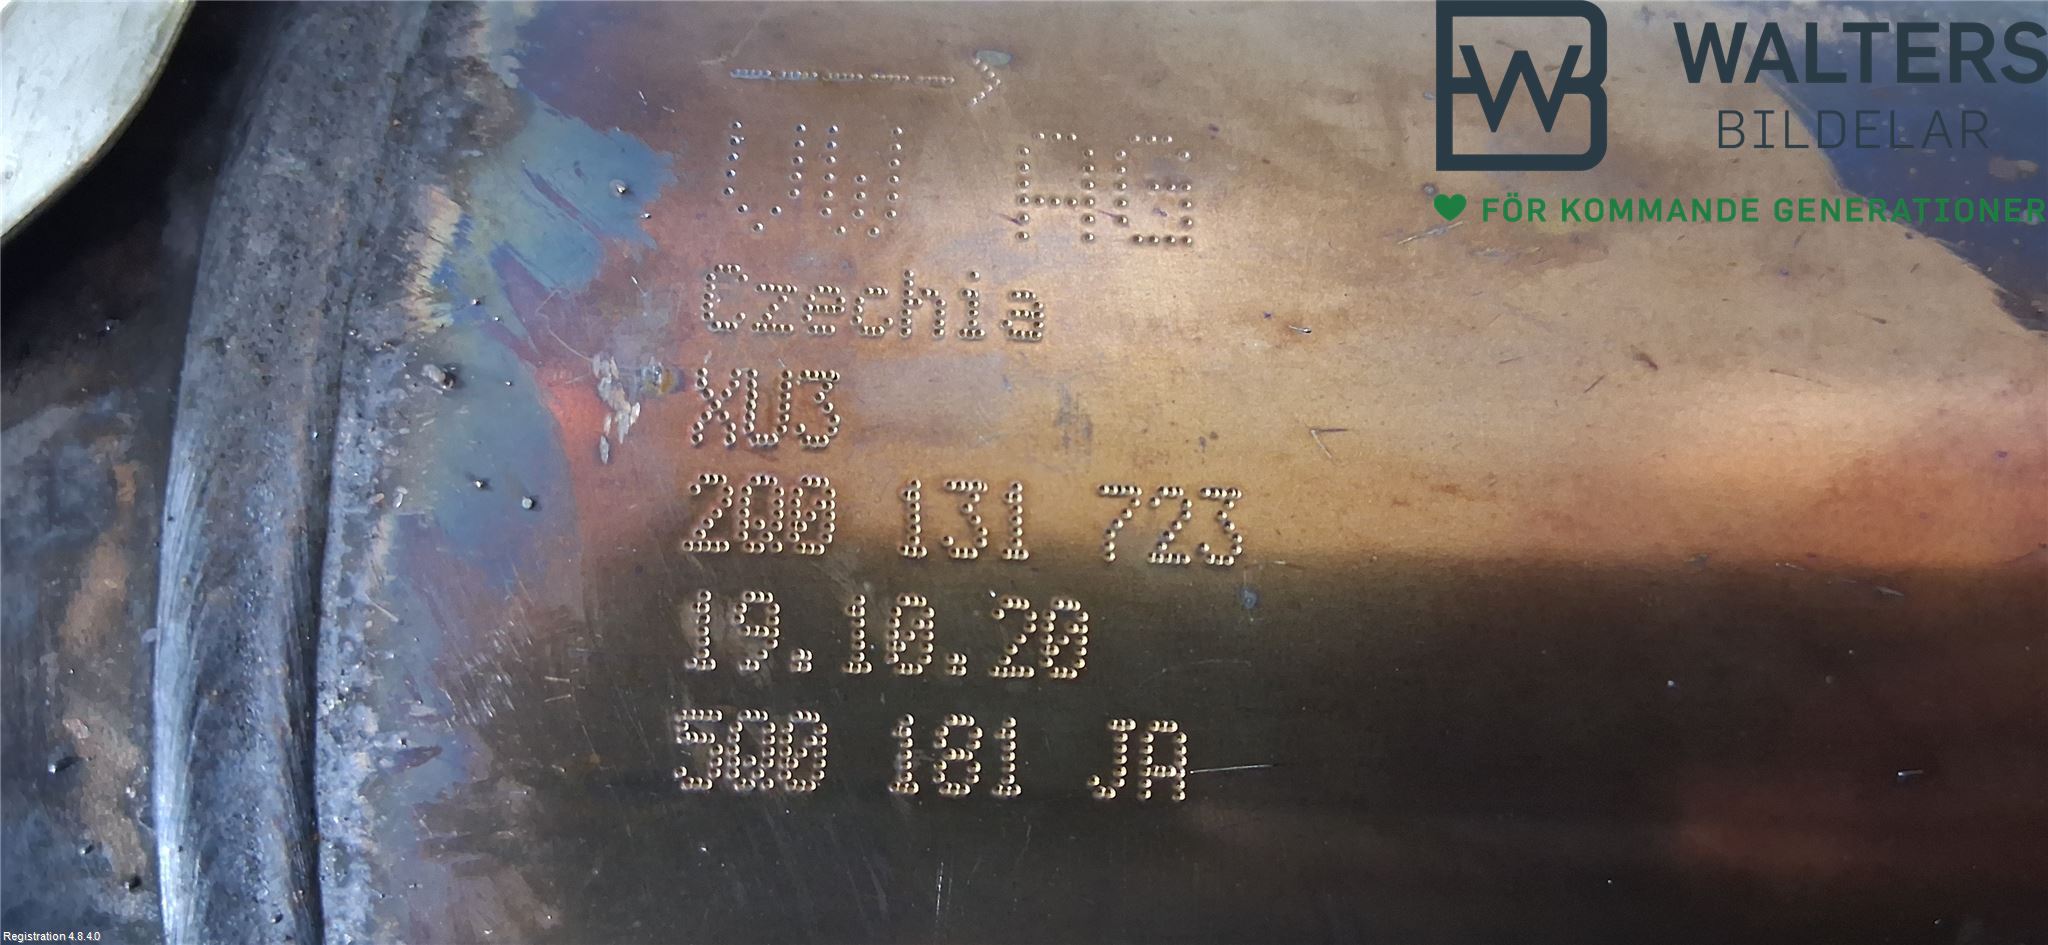 WALTERS
BILDELAR
FÖR KOMMANDE GENERATIONER
VW AG
Czechia
XU3
2Q0 131 723
19.10.20
5Q0 181 JA
Registration 4.8.4.0